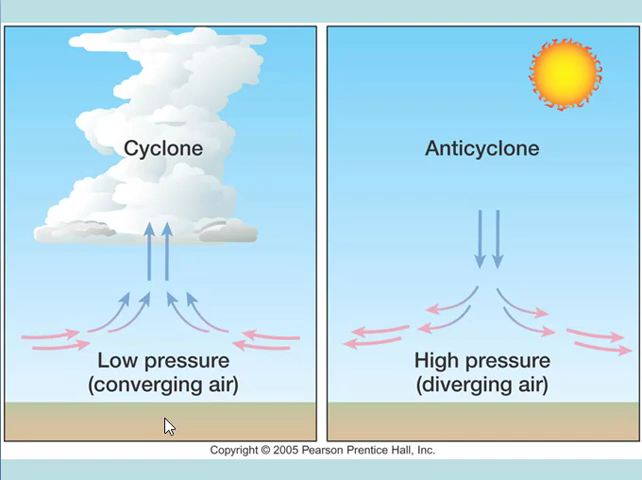 Cyclone
Low pressure
(converging air)
Anticyclone
High pressure
(diverging air)
Copyright © 2005 Pearson Prentice Hall, Inc.